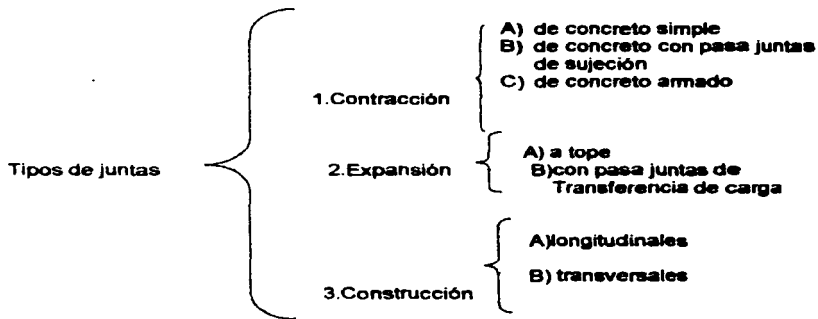 Tipos de juntas
1.Contracción
A) de concreto simple
B) de concreto con pasa juntas
de sujeción
C) de concreto armado
2.Expansión
A) a tope
B)con pasa juntas de
Transferencia de carga
3.Construcción
A)longitudinales
B) transversales